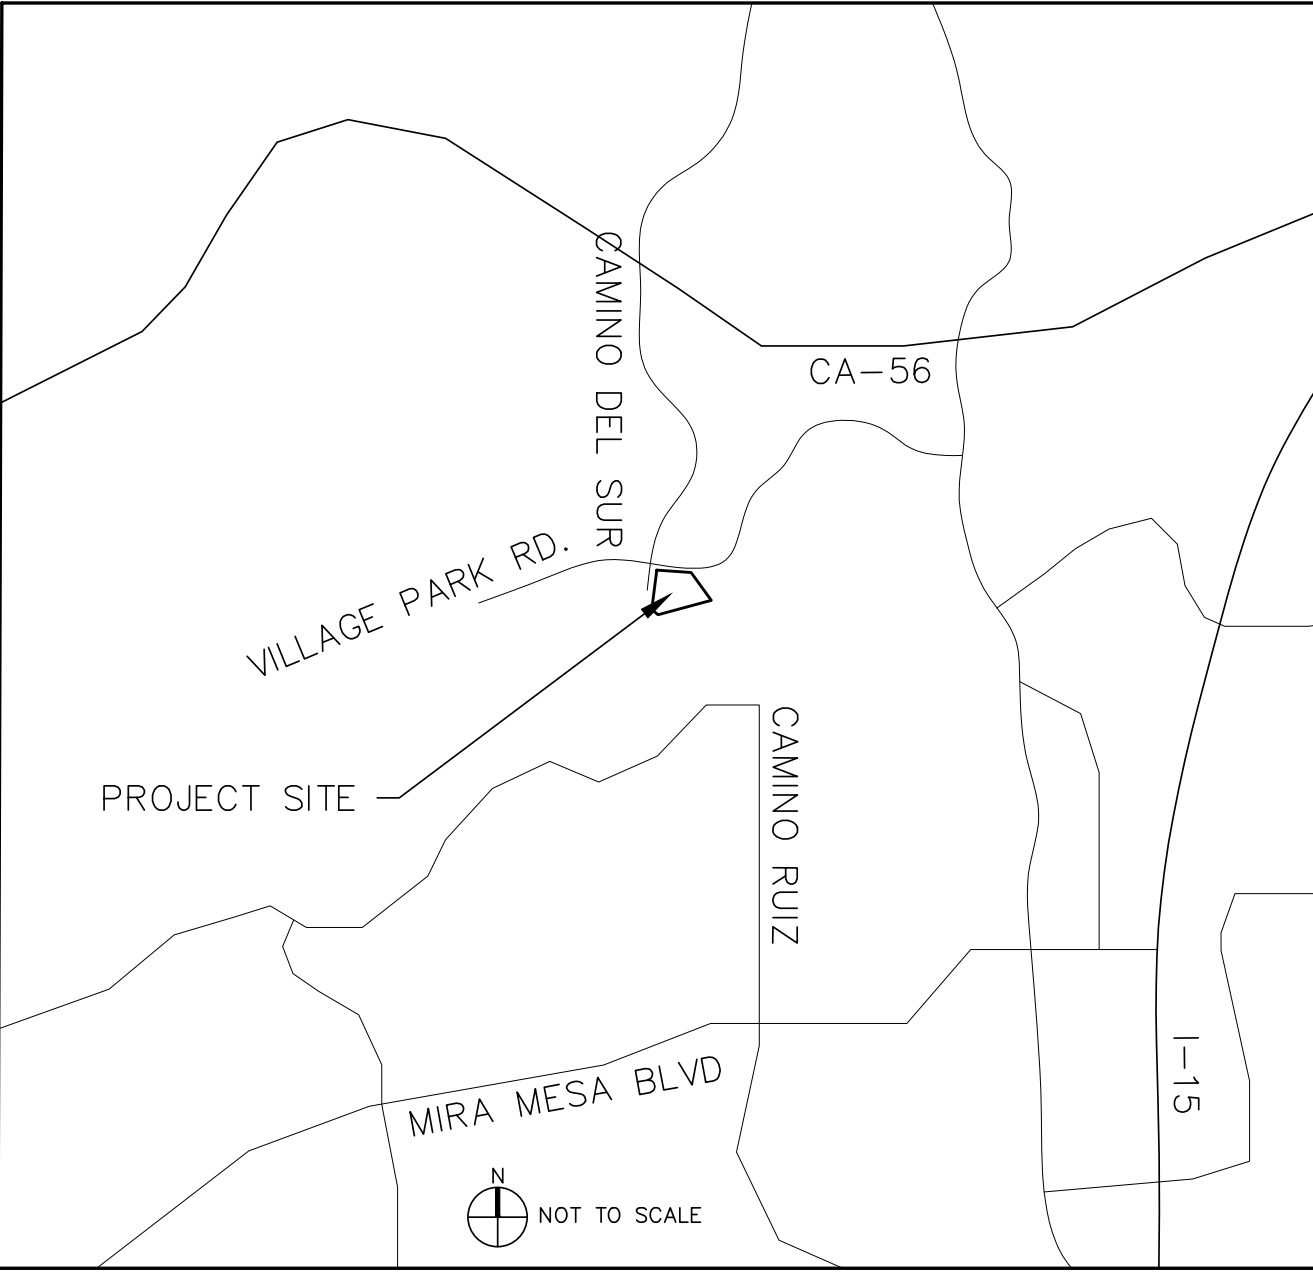 CAMINO DEL SUR
CA-56
VILLAGE PARK RD.
PROJECT SITE
CAMINO RUIZ
I-15
MIRA MESA BLVD
N
NOT TO SCALE